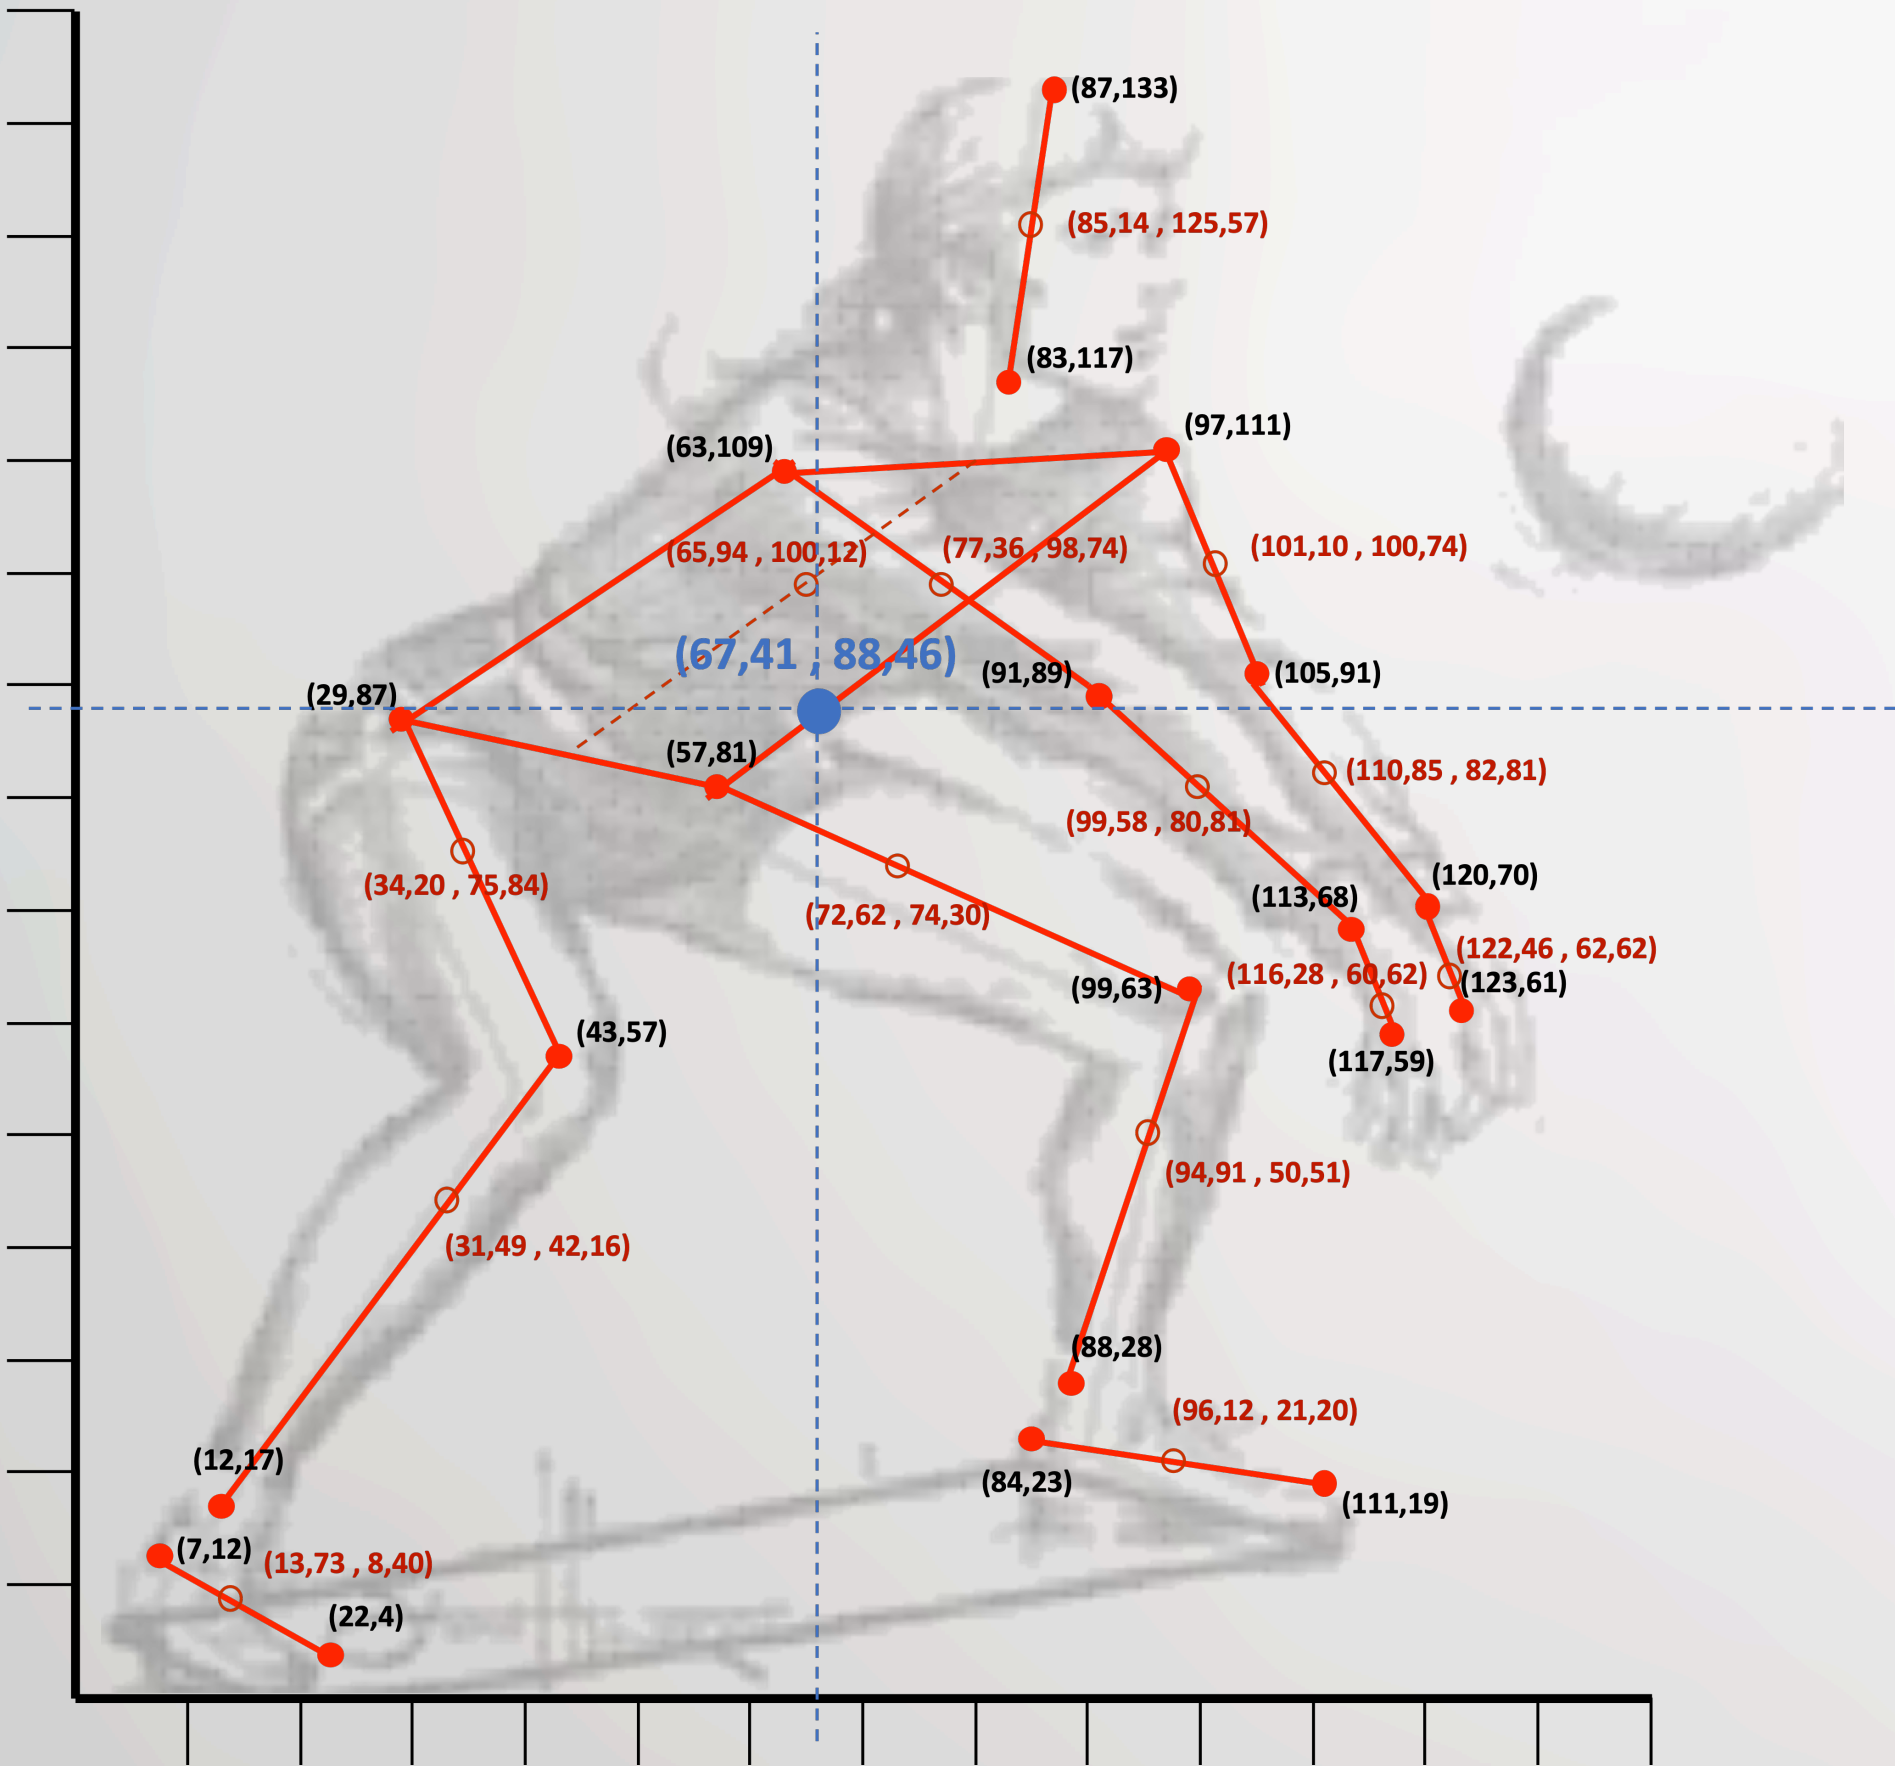 (87,133)
(85,14 , 125,57)
(83,117)
(97,111)
(63,109)
(65,94 , 100,12)
(77,36 , 98,74)
(101,10 , 100,74)
(67,41 , 88,46)
(91,89)
(105,91)
(29,87)
(57,81)
(110,85 , 82,81)
(99,58 , 80,81)
(34,20 , 75,84)
(120,70)
(113,68)
(72,62 , 74,30)
(122,46 , 62,62)
(116,28 , 60,62)
(123,61)
(99,63)
(43,57)
(117,59)
(94,91 , 50,51)
(31,49 , 42,16)
(88,28)
(96,12 , 21,20)
(12,17)
(84,23)
(111,19)
(7,12)
(13,73 , 8,40)
(22,4)